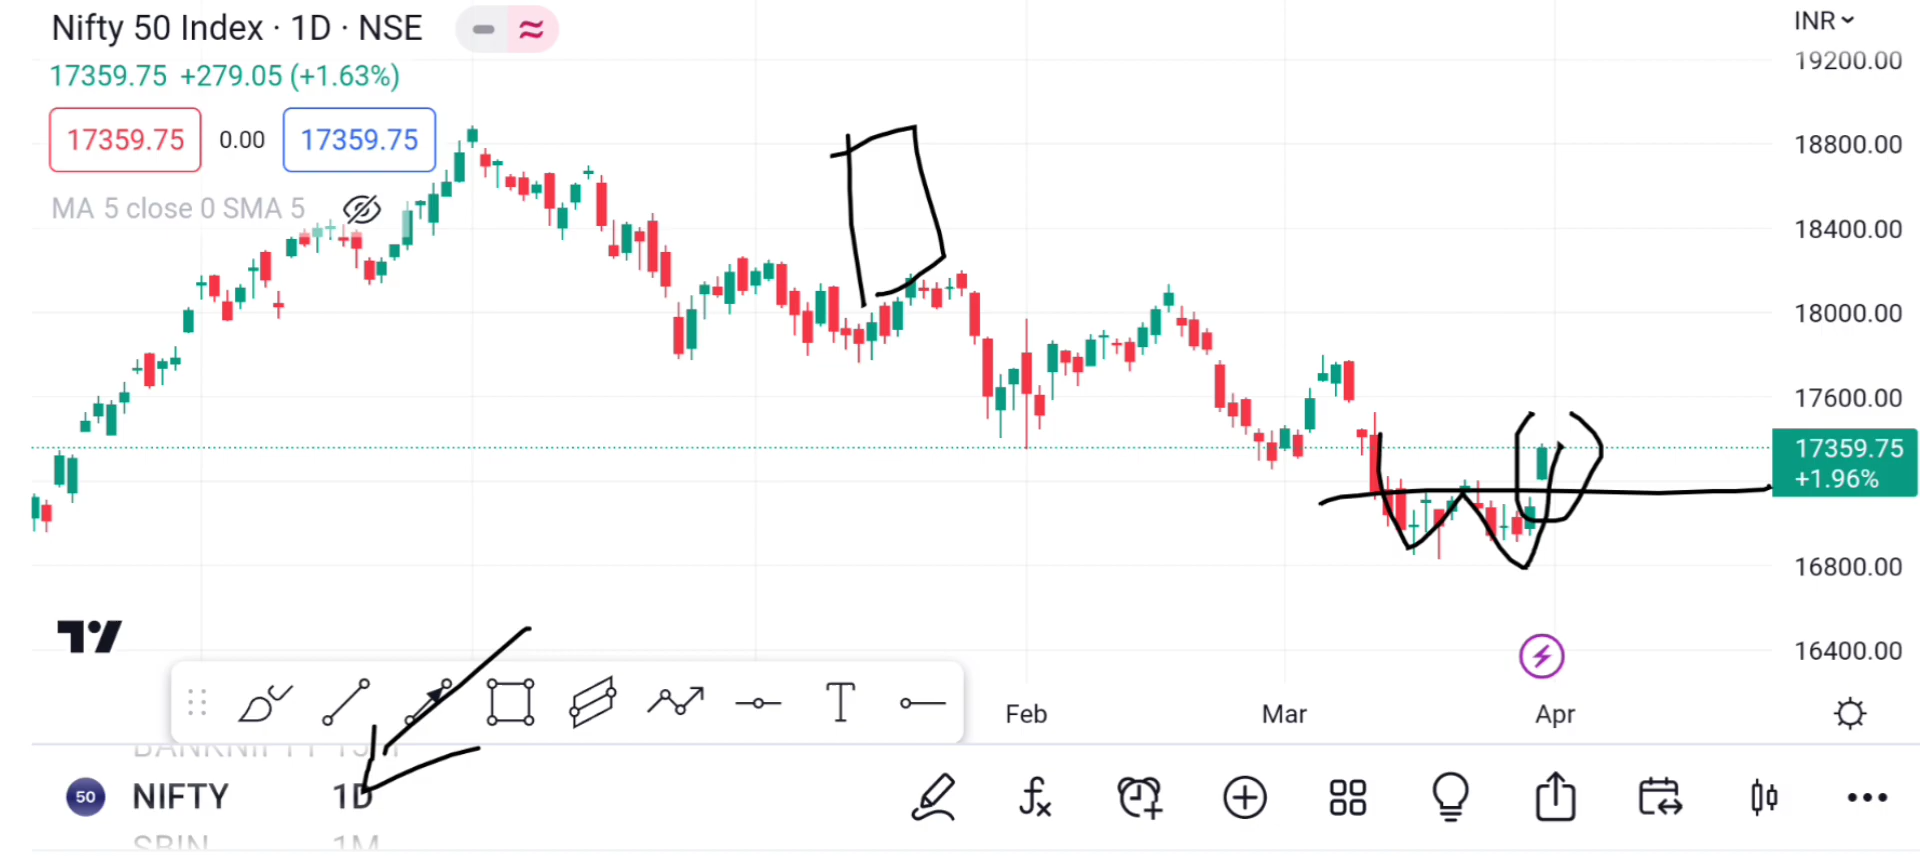 Nifty 50 Index · 1D · NSE
INR
17359.75 +279.05 (+1.63%)
19200.00
17359.75 0.00 17359.75
18800.00
MA 5 close 0 SMA 5
18400.00
18000.00
17600.00
17359.75
+1.96%
16800.00
16400.00
Feb Mar Apr
50 NIFTY 1D